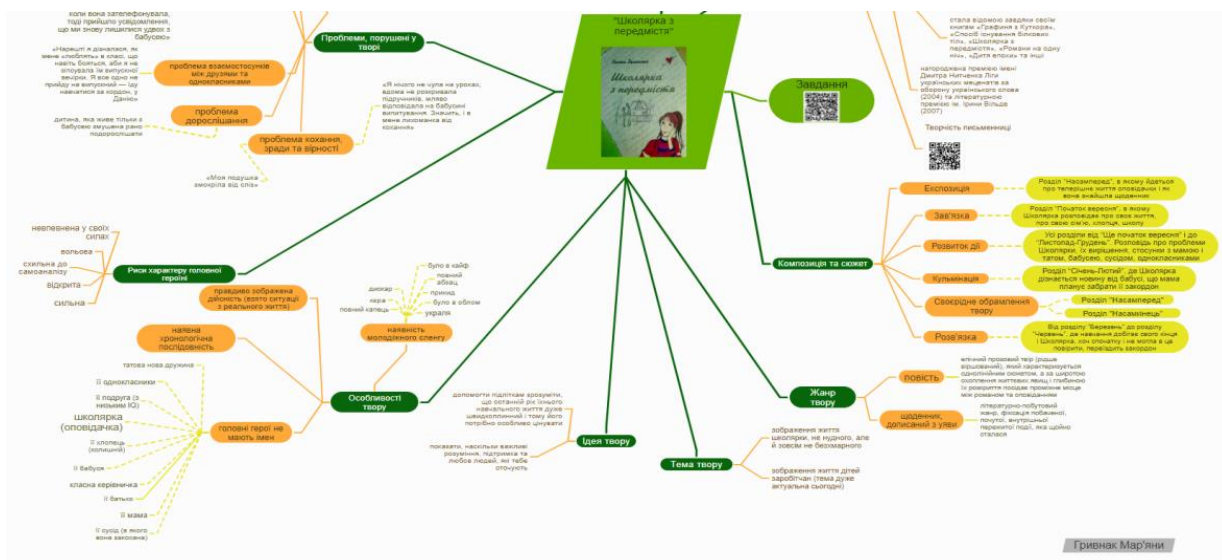 "Школярка з
передмістя"
Школярка
з передмістя
Завдання
коли вона зателефонувала,
тоді прийшло усвідомлення,
що ми знову лишилися удвох з
бабусею»
Проблеми, порушені у
творі
«Нарешті я дізналася, як
мене «люблять» в класі, що
навіть бояться, аби я не
зіпсувала їм випускної
вечірки. Я все одно не
прийду на випускний — їду
навчатися за кордон, у
Данію»
проблема взаємостосунків
між друзями та
однокласниками
проблема
дорослішання
дитина, яка живе тільки з
бабусею змушена рано
подорослішати
проблема кохання,
зради та вірності
«Я нічого не чула на уроках,
вдома не розкривала
підручників, мляво
відповідала на бабусині
випитування. Значить, і в
мене лихоманка від
кохання»
«Моя подушка
змокріла від сліз»
стала відомою завдяки своїм
книгам «Графиня з Куткора»,
«Спосіб існування білкових
тіл», «Школярка з
передмістя», «Романи на одну
ніч», «Дитя епохи» та інші
нагороджена премією імені
Дмитра Нитченка Ліги
українських меценатів за
оборону українського слова
(2004) та літературною
премією ім. Ірини Вільде
(2007)
Творчість письменниці
Риси характеру головної
героїні
невпевнена у своїх
силах
вольова
схильна до
самоаналізу
відкрита
сильна
Композиція та сюжет
Експозиція
Розділ "Насамперед", в якому йдеться
про теперішнє життя оповідачки і як
вона знайшла щоденник
Зав'язка
Розділ "Початок вересня", в якому
Школярка розповідає про своє життя,
про свою сім'ю, хлопця, школу
Розвиток дії
Усі розділи від "Ще початок вересня" і до
"Листопад-Грудень". Розповідь про проблеми
Школярки, їх вирішення, стосунки з мамою і
татом, бабусею, сусідом, однокласниками
Кульмінація
Розділ "Січень-Лютий", де Школярка
дізнається новину від бабусі, що мама
планує забрати її закордон
Своєрідне обрамлення
твору
Розділ "Насамперед"
Розділ "Насамкінець"
Розв'язка
Від розділу "Березень" до розділу
"Червень", де навчання добігає свого кінця
і Школярка, хоч спочатку і не могла в це
повірити, переїздить закордон
Особливості
твору
правдиво зображена
дійсність (взято ситуації
з реального життя)
наявна
хронологічна
послідовність
наявність
молодіжного сленгу
було в кайф
повний
абзац
прикид
було в облом
украля
дискар
повний капець
головні герої не
мають імен
татова нова дружина
її однокласники
її подруга (з
низьким IQ)
школярка
(оповідачка)
її хлопець
(колишній)
її бабуся
класна керівничка
її батько
її мама
її сусід (в якого
вона закохана)
Ідея твору
допомогти підліткам зрозуміти,
що останній рік їхнього
навчального життя дуже
швидкоплинний і тому його
потрібно особливо цінувати
показати, наскільки важливі
розуміння, підтримка та
любов людей, які тебе
оточують
Тема твору
зображення життя
школярки, не нудного, але
й зовсім не безхмарного
зображення життя дітей
заробітчан (тема дуже
актуальна сьогодні)
Жанр
твору
повість
епічний прозовий твір (рідше
віршований), який характеризується
однолінійним сюжетом, а за широтою
охоплення життєвих явищ і глибиною
їх розкриття посідає проміжне місце
між романом та оповіданням
щоденник,
дописаний з уяви
літературно-побутовий
жанр, фіксація побаченої,
почутої, внутрішньої
пережитої події, яка щойно
сталася
Гривнак Мар'яни